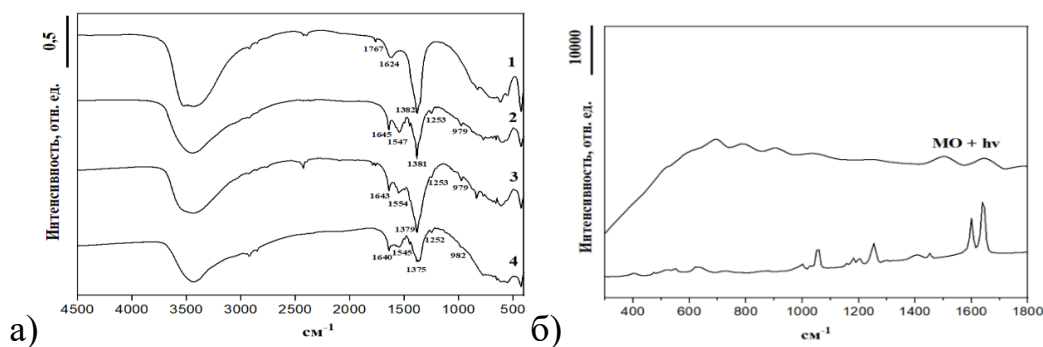 0,5
Интенсивность, отн. ед.
1767
1624
1382
1
1645
1547
1381
1253
979
2
1643
1554
1379
1253
979
3
1640
1545
1375
1252
982
4
4500 4000 3500 3000 2500 2000 1500 1000 500
см-1
а)
10000
Интенсивность, отн. ед.
MO + hv
400 600 800 1000 1200 1400 1600 1800
см-1
б)